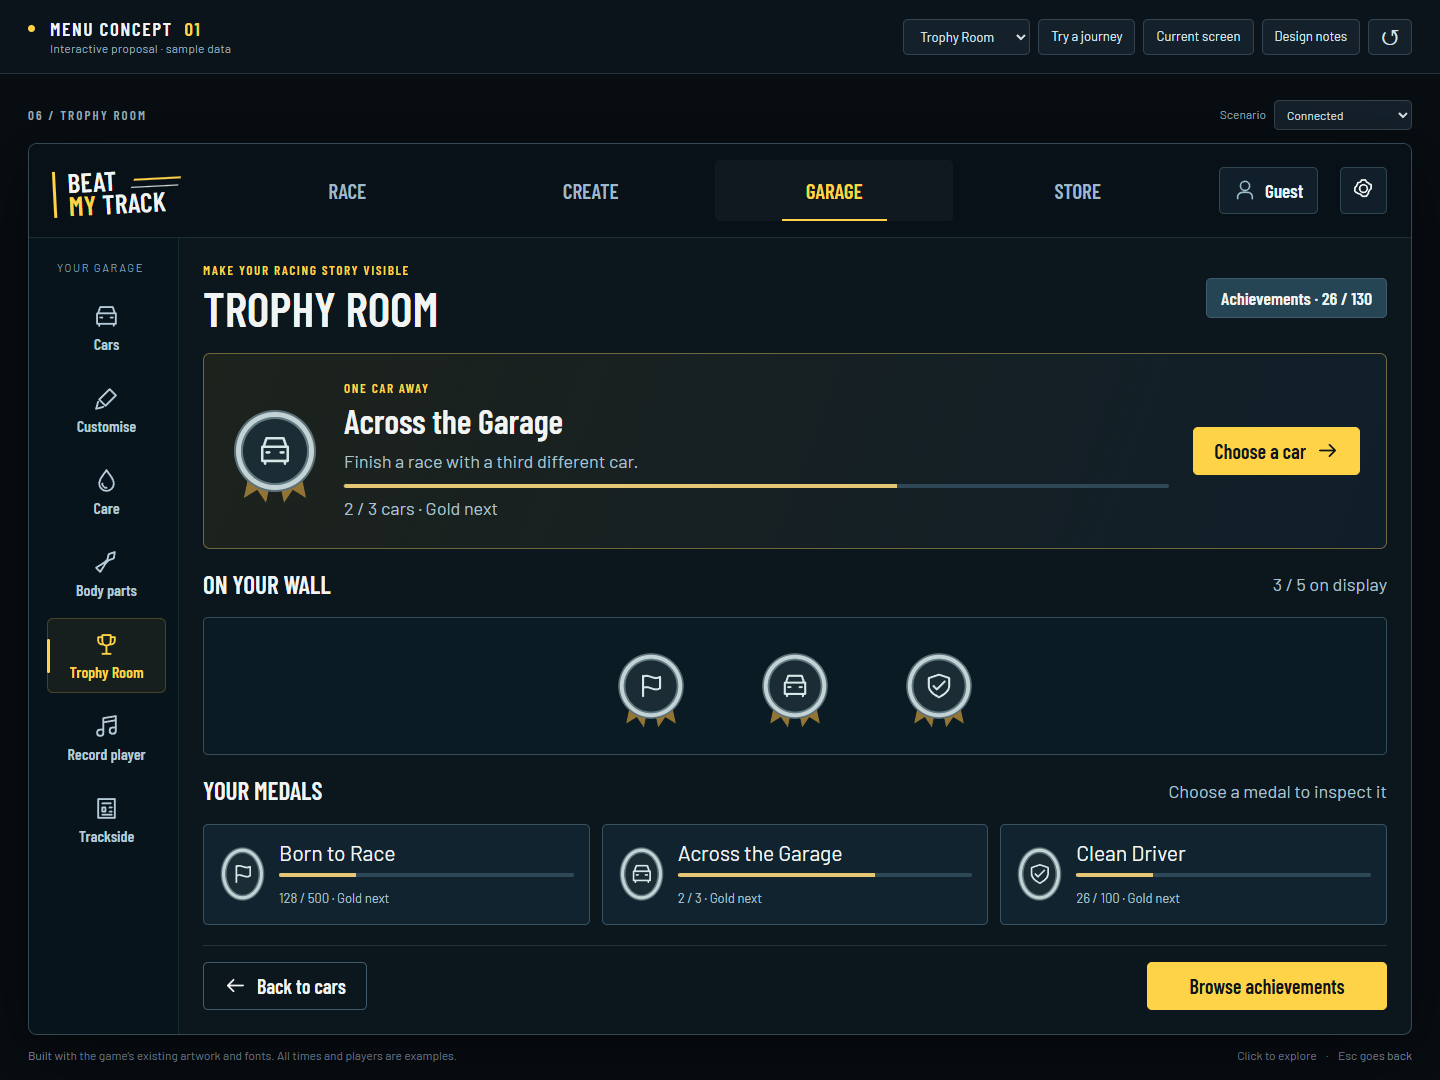 MENU CONCEPT 01
Interactive proposal · sample data
Trophy Room
Try a journey
Current screen
Design notes
06 / TROPHY ROOM
Scenario
Connected
BEAT
MY TRACK
RACE
CREATE
GARAGE
STORE
Guest
YOUR GARAGE
Cars
Customise
Care
Body parts
Trophy Room
Record player
Trackside
MAKE YOUR RACING STORY VISIBLE
TROPHY ROOM
Achievements · 26 / 130
ONE CAR AWAY
Across the Garage
Finish a race with a third different car.
2 / 3 cars · Gold next
Choose a car
ON YOUR WALL
3 / 5 on display
YOUR MEDALS
Choose a medal to inspect it
Born to Race
128 / 500 · Gold next
Across the Garage
2 / 3 · Gold next
Clean Driver
26 / 100 · Gold next
Back to cars
Browse achievements
Built with the game's existing artwork and fonts. All times and players are examples.
Click to explore · Esc goes back